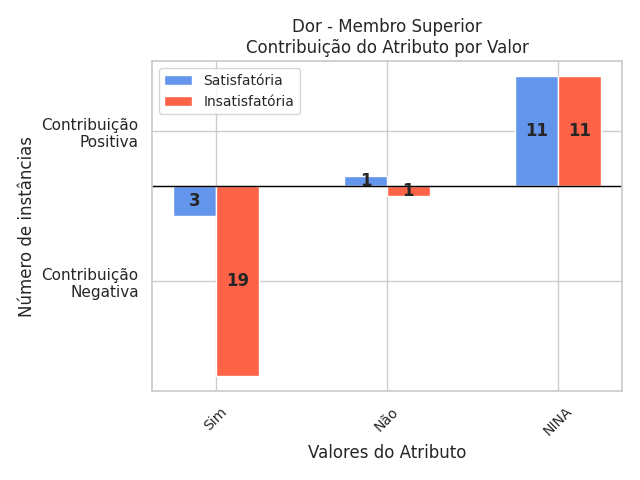 Dor - Membro Superior
Contribuição do Atributo por Valor
Satisfatória
Insatisfatória
Contribuição
Positiva
Contribuição
Negativa
Número de instâncias
3
19
1
1
11
11
Sim
Não
NINA
Valores do Atributo